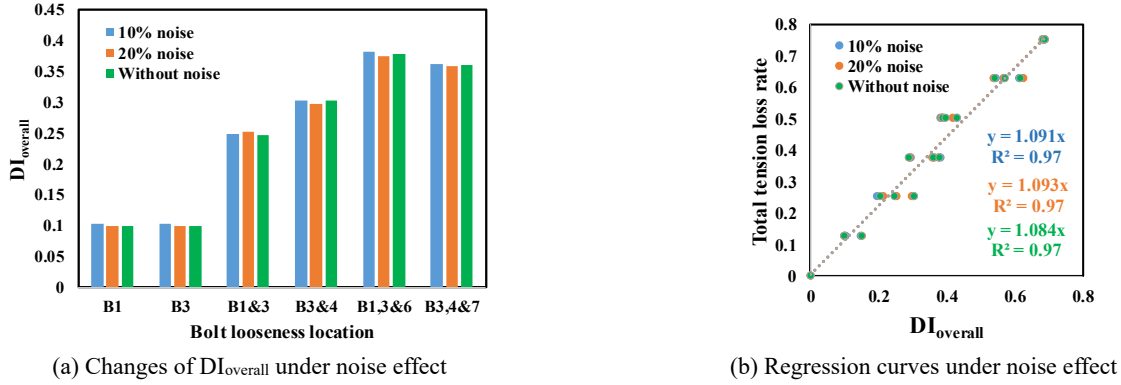 0.45
0.4
0.35
0.3
0.25
0.2
0.15
0.1
0.05
0
DIoverall
10% noise
20% noise
Without noise
B1 B3 B1&3 B3&4 B1,3&6 B3,4&7
Bolt looseness location
(a) Changes of DIoverall under noise effect
0.8
0.7
0.6
0.5
0.4
0.3
0.2
0.1
0
Total tension loss rate
10% noise
20% noise
Without noise
y = 1.091x
R² = 0.97
y = 1.093x
R² = 0.97
y = 1.084x
R² = 0.97
0 0.2 0.4 0.6 0.8
DIoverall
(b) Regression curves under noise effect